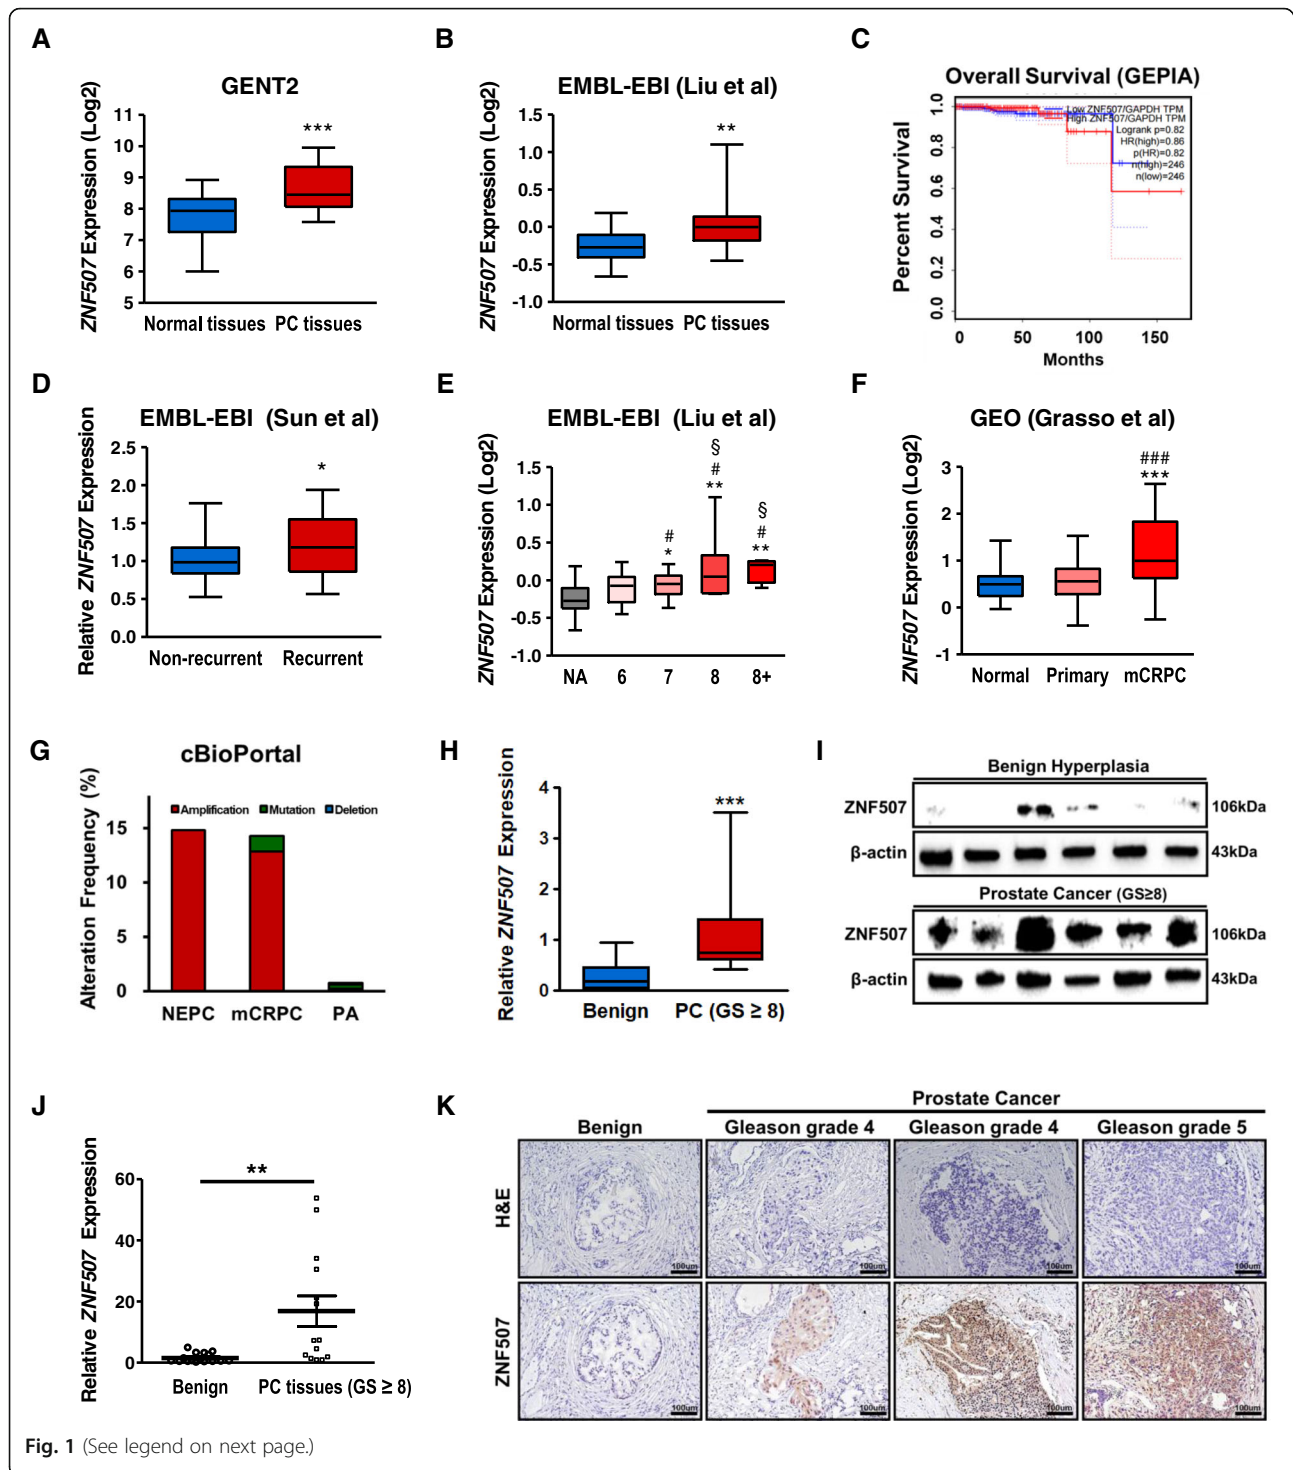 A
GENT2
ZNF507 Expression (Log2)
11
10
9
8
7
6
5
***
Normal tissues
PC tissues
B
EMBL-EBI (Liu et al)
ZNF507 Expression (Log2)
1.5
1.0
0.5
0.0
-0.5
-1.0
**
Normal tissues
PC tissues
C
Overall Survival (GEPIA)
Percent Survival
1.0
0.8
0.6
0.4
0.2
0.0
Low ZNF507/GAPDH TPM
High ZNF507/GAPDH TPM
Logrank p=0.82
HR(high)=0.86
p(HR)=0.82
n(high)=246
n(low)=246
0 50 100 150
Months
D
EMBL-EBI (Sun et al)
Relative ZNF507 Expression
2.5
2.0
1.5
1.0
0.5
0.0
*
Non-recurrent
Recurrent
E
EMBL-EBI (Liu et al)
ZNF507 Expression (Log2)
1.5
1.0
0.5
0.0
-0.5
-1.0
#
*
§
#
**
§
#
**
NA 6 7 8 8+
F
GEO (Grasso et al)
ZNF507 Expression (Log2)
3
2
1
0
-1
###
***
Normal Primary mCRPC
G
cBioPortal
Alteration Frequency (%)
Amplification Mutation Deletion
15
10
5
0
NEPC mCRPC PA
H
Relative ZNF507 Expression
4
3
2
1
0
***
Benign PC (GS ≥ 8)
I
Benign Hyperplasia
ZNF507 106kDa
β-actin 43kDa
Prostate Cancer (GS≥8)
ZNF507 106kDa
β-actin 43kDa
J
Relative ZNF507 Expression
60
40
20
0
**
Benign PC tissues (GS ≥ 8)
K
Prostate Cancer
Benign Gleason grade 4 Gleason grade 4 Gleason grade 5
H&E
100um 100um 100um 100um
ZNF507
100um 100um 100um 100um
Fig. 1 (See legend on next page.)